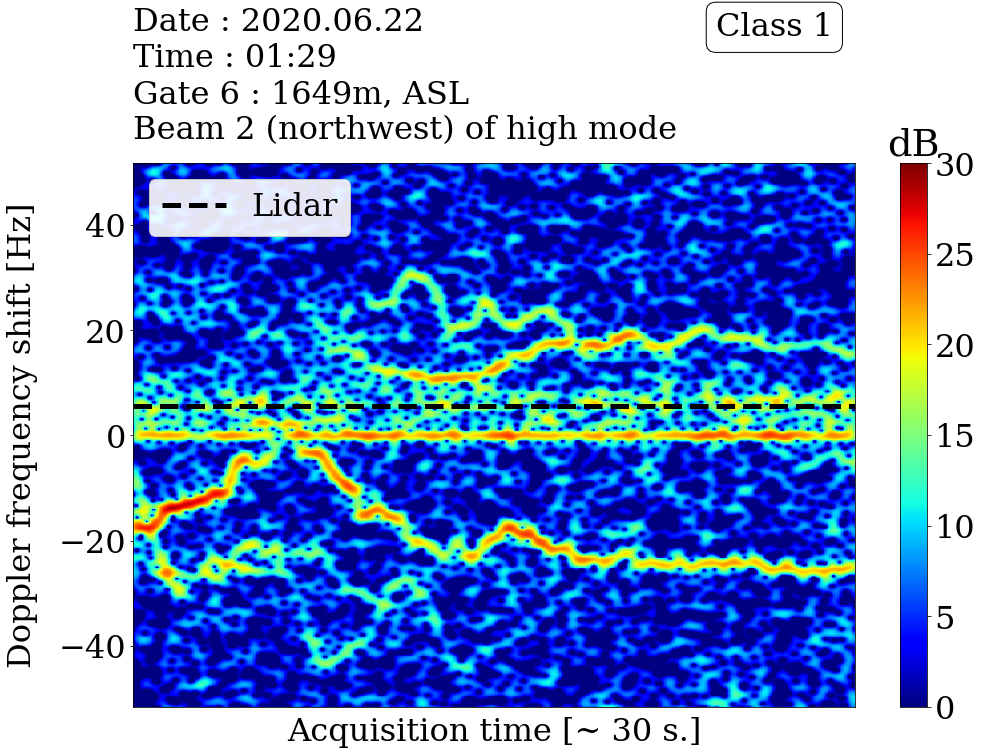 Date : 2020.06.22
Time : 01:29
Gate 6 : 1649m, ASL
Beam 2 (northwest) of high mode
Class 1
dB
Lidar
Doppler frequency shift [Hz]
40
20
0
−20
−40
30
25
20
15
10
5
0
Acquisition time [~ 30 s.]